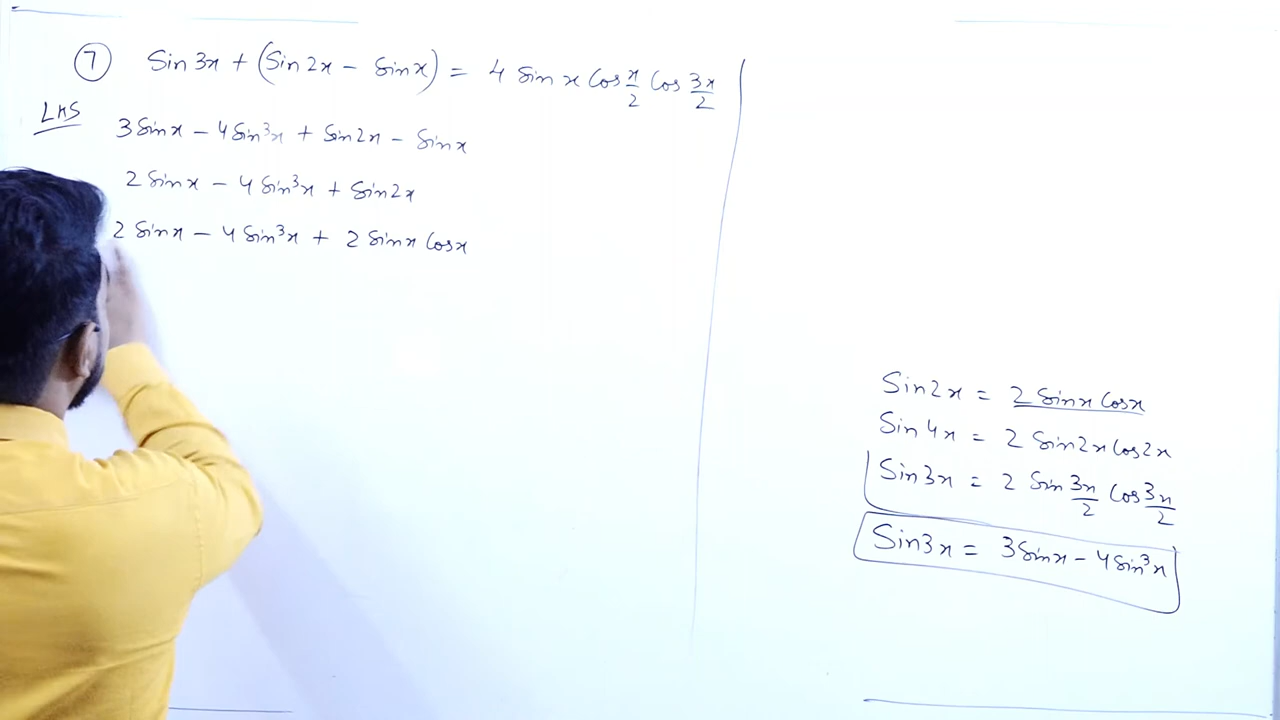 7 Sin 3x + (Sin 2x - Sin x) = 4 Sin x Cos x/2 Cos 3x/2
LHS
3 Sin x - 4 Sin³x + Sin 2x - Sin x
2 Sin x - 4 Sin³x + Sin 2x
2 Sin x - 4 Sin³x + 2 Sin x Cos x
Sin 2x = 2 Sin x Cos x
Sin 4x = 2 Sin 2x Cos 2x
Sin 3x = 2 Sin 3x/2 Cos 3x/2
Sin 3x = 3 Sin x - 4 Sin³x